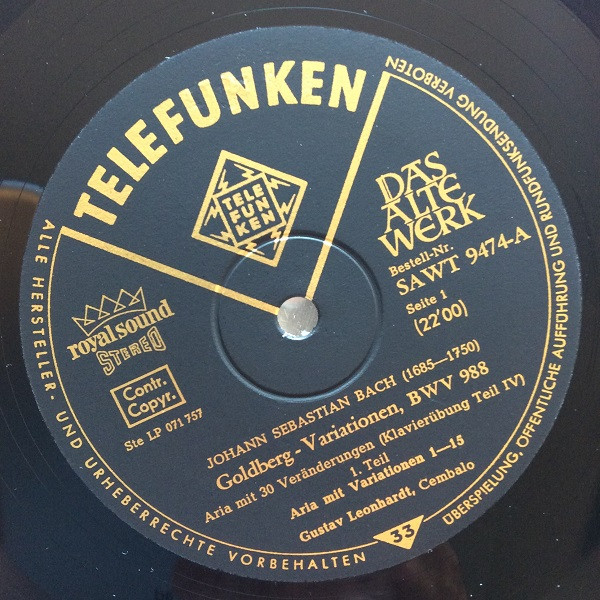 TELEFUNKEN
TELE
FUN
KEN
DAS
ALTE
WERK
Bestell-Nr.
SAWT 9474-A
Seite 1
(22'00)
royal sound
STEREO
Contr.
Copyr.
Ste LP 071 757
JOHANN SEBASTIAN BACH (1685—1750)
Goldberg-Variationen, BWV 988
Aria mit 30 Veränderungen (Klavierübung Teil IV)
1. Teil
Aria mit Variationen 1—15
Gustav Leonhardt, Cembalo
33
ALLE HERSTELLER- UND URHEBERRECHTE VORBEHALTEN
ÜBERSPIELUNG, ÖFFENTLICHE AUFFÜHRUNG UND RUNDFUNKSENDUNG VERBOTEN